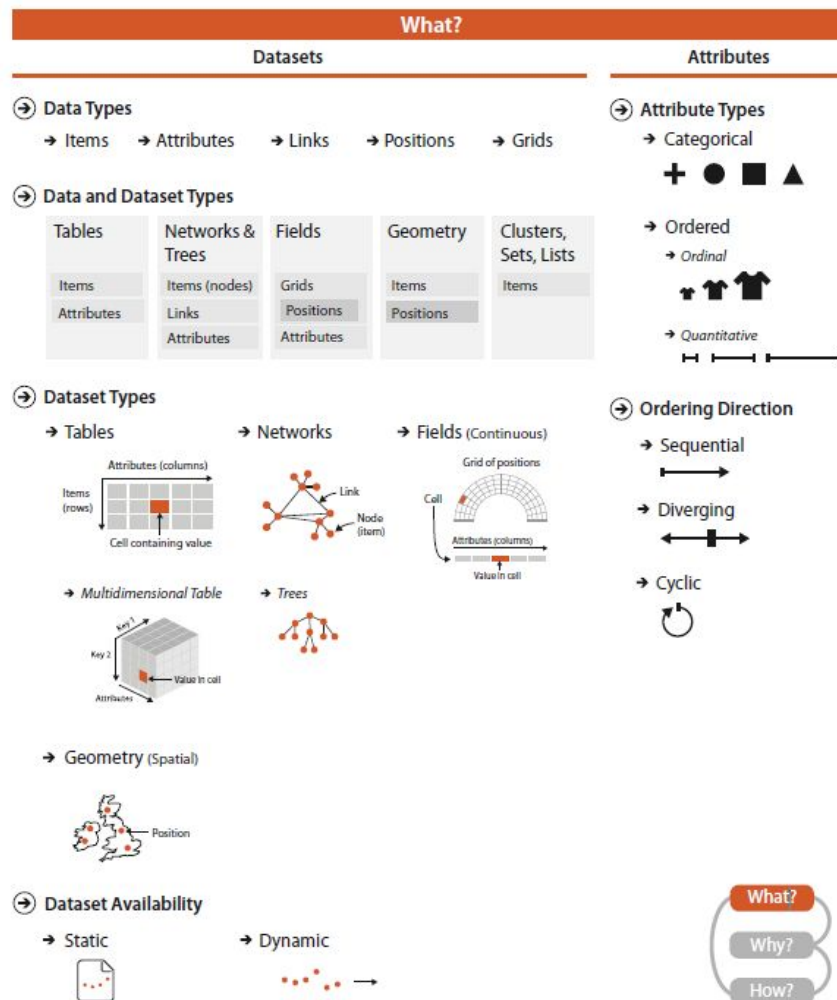 What?
Datasets
Attributes
Data Types
Items
Attributes
Links
Positions
Grids
Data and Dataset Types
Tables
Items
Attributes
Networks &
Trees
Items (nodes)
Links
Attributes
Fields
Grids
Positions
Attributes
Geometry
Items
Positions
Clusters,
Sets, Lists
Items
Dataset Types
Tables
Attributes (columns)
Items
(rows)
Cell containing value
Networks
Link
Node
(item)
Fields (Continuous)
Grid of positions
Cell
Attributes (columns)
Value in cell
Multidimensional Table
Key 1
Key 2
Value in cell
Attributes
Trees
Geometry (Spatial)
Position
Dataset Availability
Static
Dynamic
Attribute Types
Categorical
Ordered
Ordinal
Quantitative
Ordering Direction
Sequential
Diverging
Cyclic
What?
Why?
How?